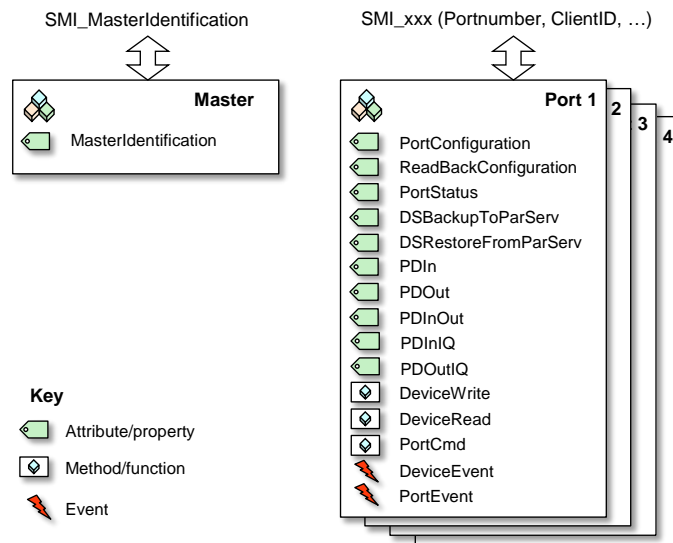 SMI_MasterIdentification
Master
MasterIdentification
SMI_xxx (Portnumber, ClientID, …)
Port 1
2
3
4
PortConfiguration
ReadBackConfiguration
PortStatus
DSBackupToParServ
DSRestoreFromParServ
PDIn
PDOut
PDInOut
PDInIQ
PDOutIQ
DeviceWrite
DeviceRead
PortCmd
DeviceEvent
PortEvent
Key
Attribute/property
Method/function
Event